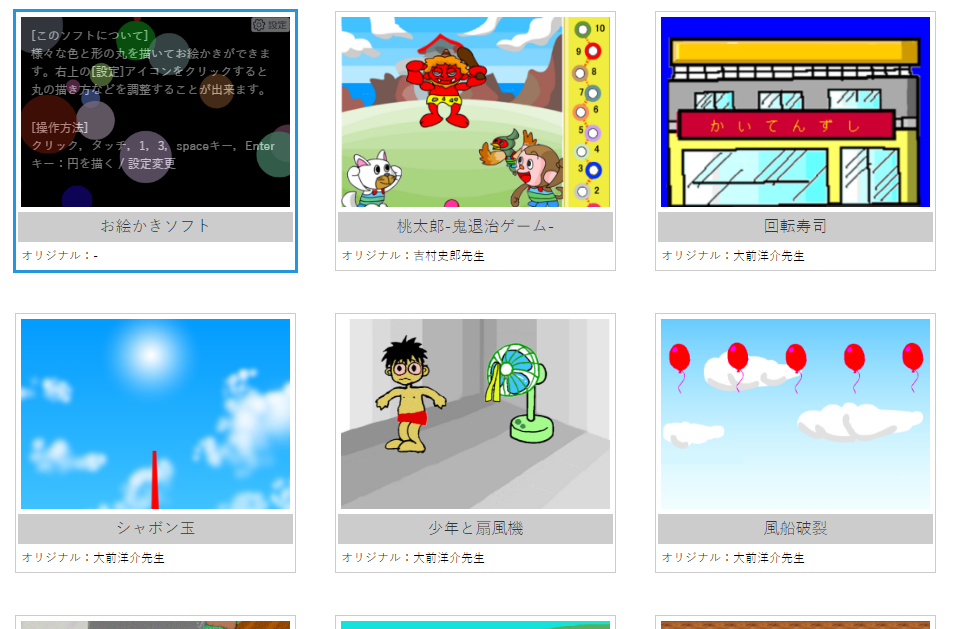 設定
[このソフトについて]
様々な色と形の丸を描いてお絵かきができま
す。右上の[設定]アイコンをクリックすると
丸の描き方などを調整することが出来ます。
[操作方法]
クリック, タッチ, 1, 3, spaceキー, Enter
キー：円を描く / 設定変更
お絵かきソフト
オリジナル：-
10
9
8
7
6
5
4
3
2
桃太郎-鬼退治ゲーム-
オリジナル：吉村史郎先生
かいてんずし
回転寿司
オリジナル：大前洋介先生
シャボン玉
オリジナル：大前洋介先生
少年と扇風機
オリジナル：大前洋介先生
風船破裂
オリジナル：大前洋介先生